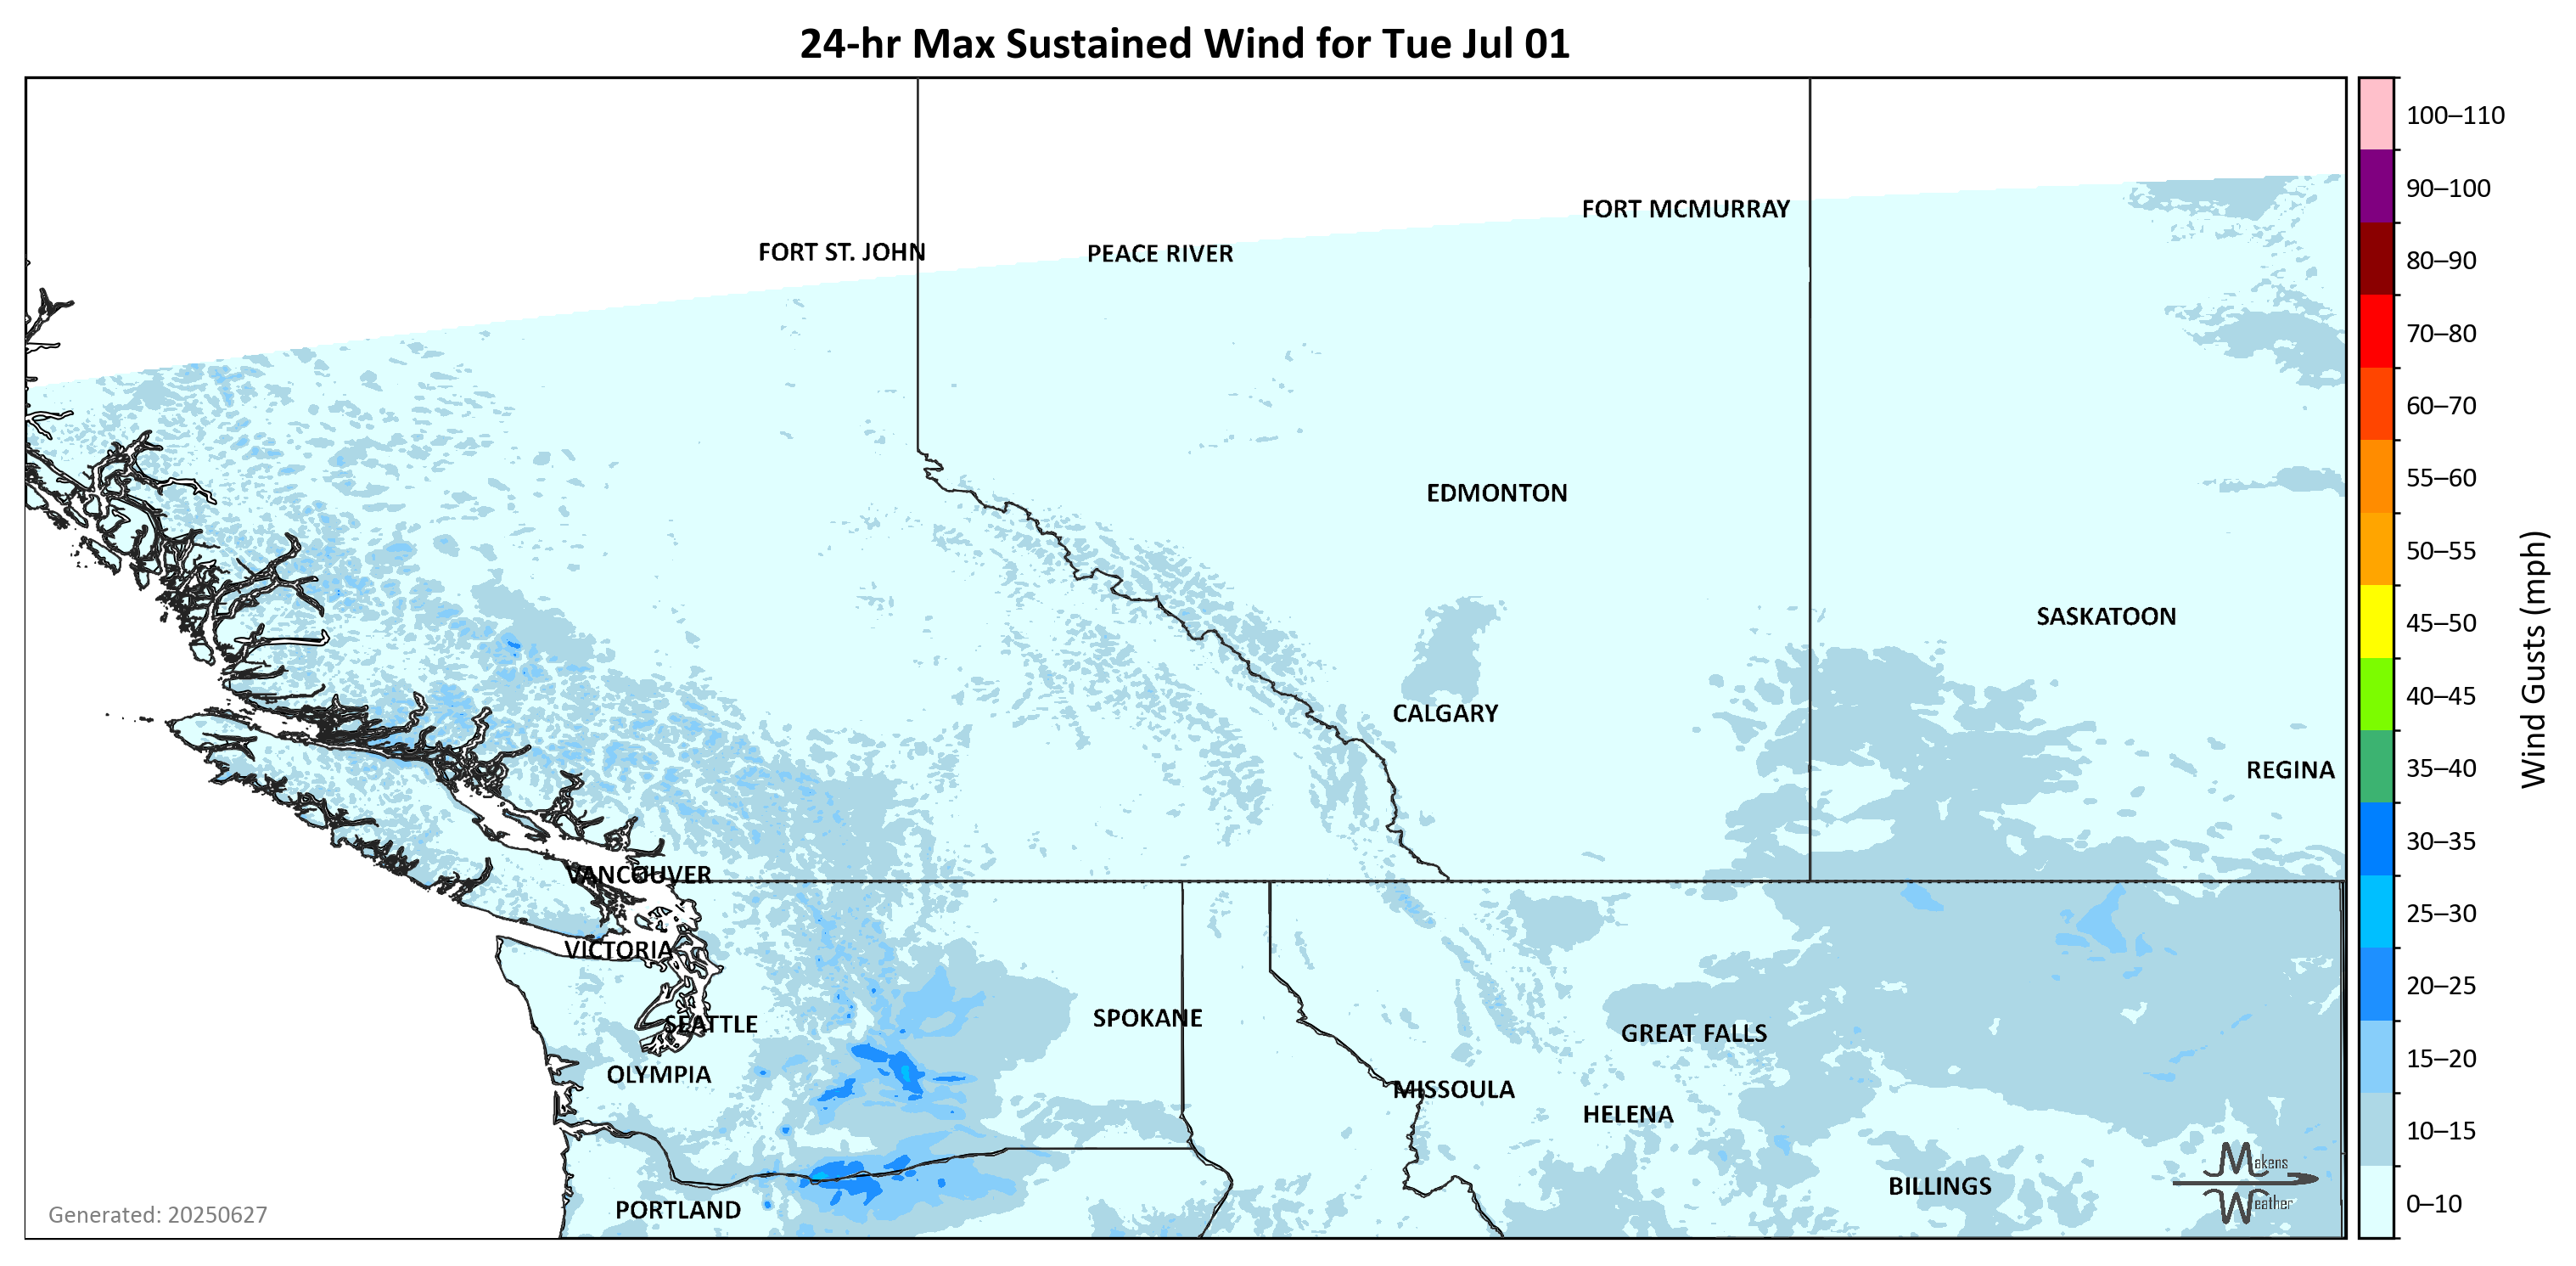 24-hr Max Sustained Wind for Tue Jul 01
100–110
90–100
80–90
70–80
60–70
55–60
50–55
45–50
40–45
35–40
30–35
25–30
20–25
15–20
10–15
0–10
Wind Gusts (mph)
FORT MCMURRAY
FORT ST. JOHN
PEACE RIVER
EDMONTON
SASKATOON
CALGARY
REGINA
VANCOUVER
VICTORIA
SEATTLE
SPOKANE
GREAT FALLS
OLYMPIA
MISSOULA
HELENA
BILLINGS
PORTLAND
Makens
Weather
Generated: 20250627